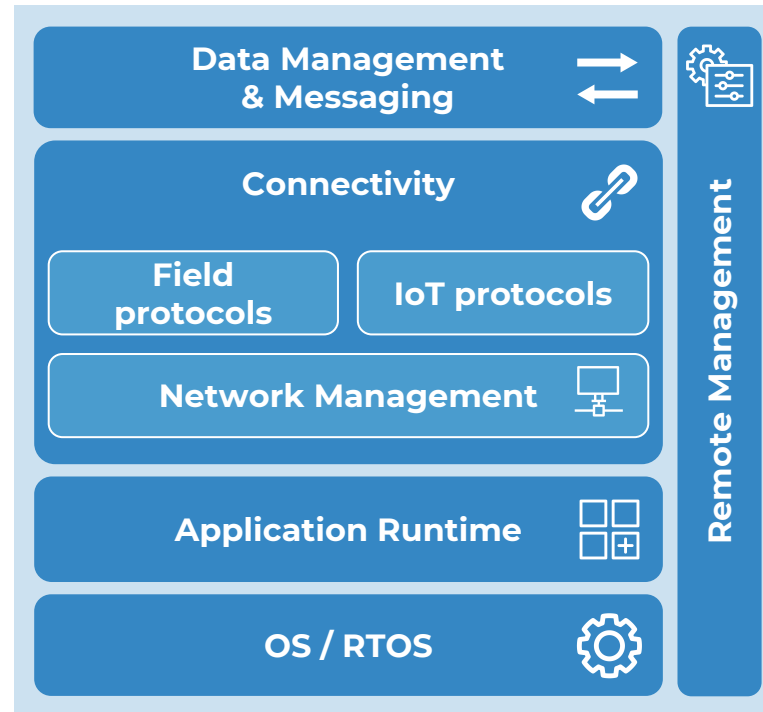 Data Management
& Messaging
Connectivity
Field
protocols
IoT protocols
Network Management
Application Runtime
OS / RTOS
Remote Management